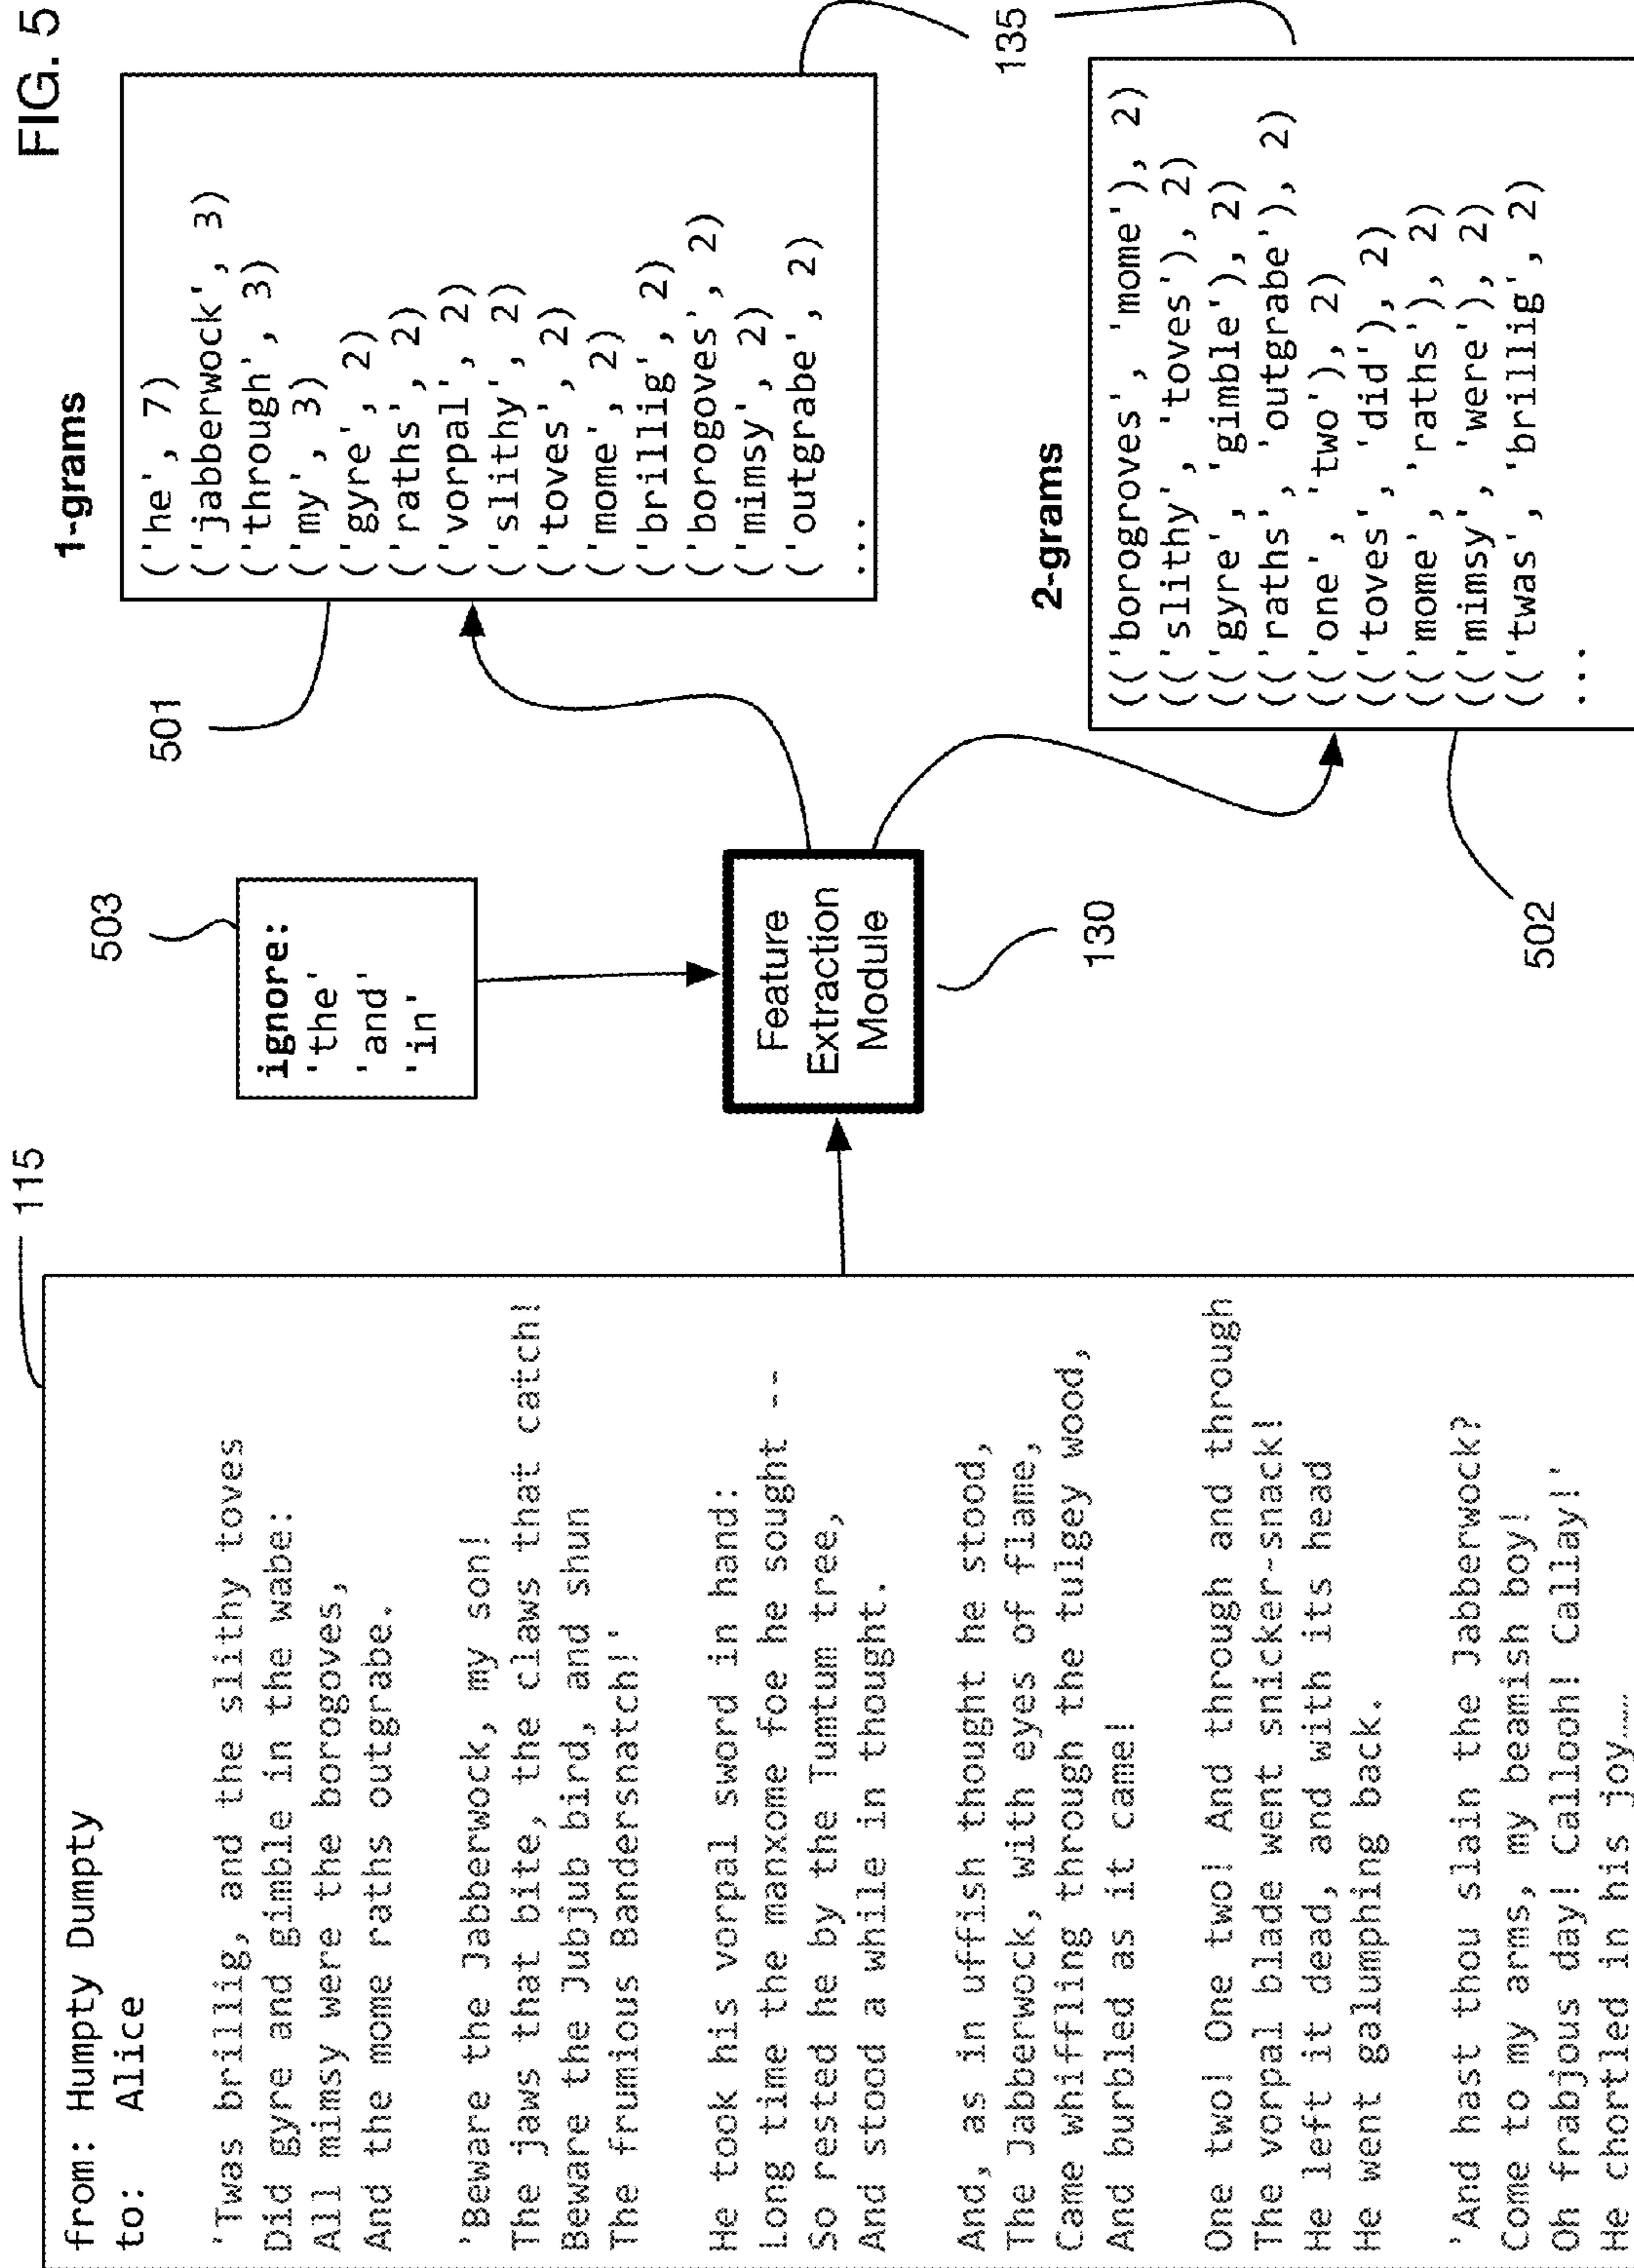 FIG. 5
115
from: Humpty Dumpty
to: Alice
'Twas brillig, and the slithy toves
Did gyre and gimble in the wabe:
All mimsy were the borogoves,
And the mome raths outgrabe.
'Beware the Jabberwock, my son!
The jaws that bite, the claws that catch!
Beware the Jubjub bird, and shun
The frumious Bandersnatch!'
He took his vorpal sword in hand:
Long time the manxome foe he sought --
So rested he by the Tumtum tree,
And stood a while in thought.
And, as in uffish thought he stood,
The Jabberwock, with eyes of flame,
Came whiffling through the tulgey wood,
And burbled as it came!
One two! One two! And through and through
The vorpal blade went snicker-snack!
He left it dead, and with its head
He went galumphing back.
'And hast thou slain the Jabberwock?
Come to my arms, my beamish boy!
Oh frabjous day! Callooh! Callay!'
He chortled in his joy……
503
ignore:
'the'
'and'
'in'
Feature
Extraction
Module
130
501
1-grams
('he', 7)
('jabberwock', 3)
('through', 3)
('my', 3)
('gyre', 2)
('raths', 2)
('vorpal', 2)
('slithy', 2)
('toves', 2)
('mome', 2)
('brillig', 2)
('borogoves', 2)
('mimsy', 2)
('outgrabe', 2)
...
135
2-grams
(('borogroves', 'mome'), 2)
(('slithy', 'toves'), 2)
(('gyre', 'gimble'), 2)
(('raths', 'outgrabe'), 2)
(('one', 'two'), 2)
(('toves', 'did'), 2)
(('mome', 'raths'), 2)
(('mimsy', 'were'), 2)
(('twas', 'brillig', 2)
...
502